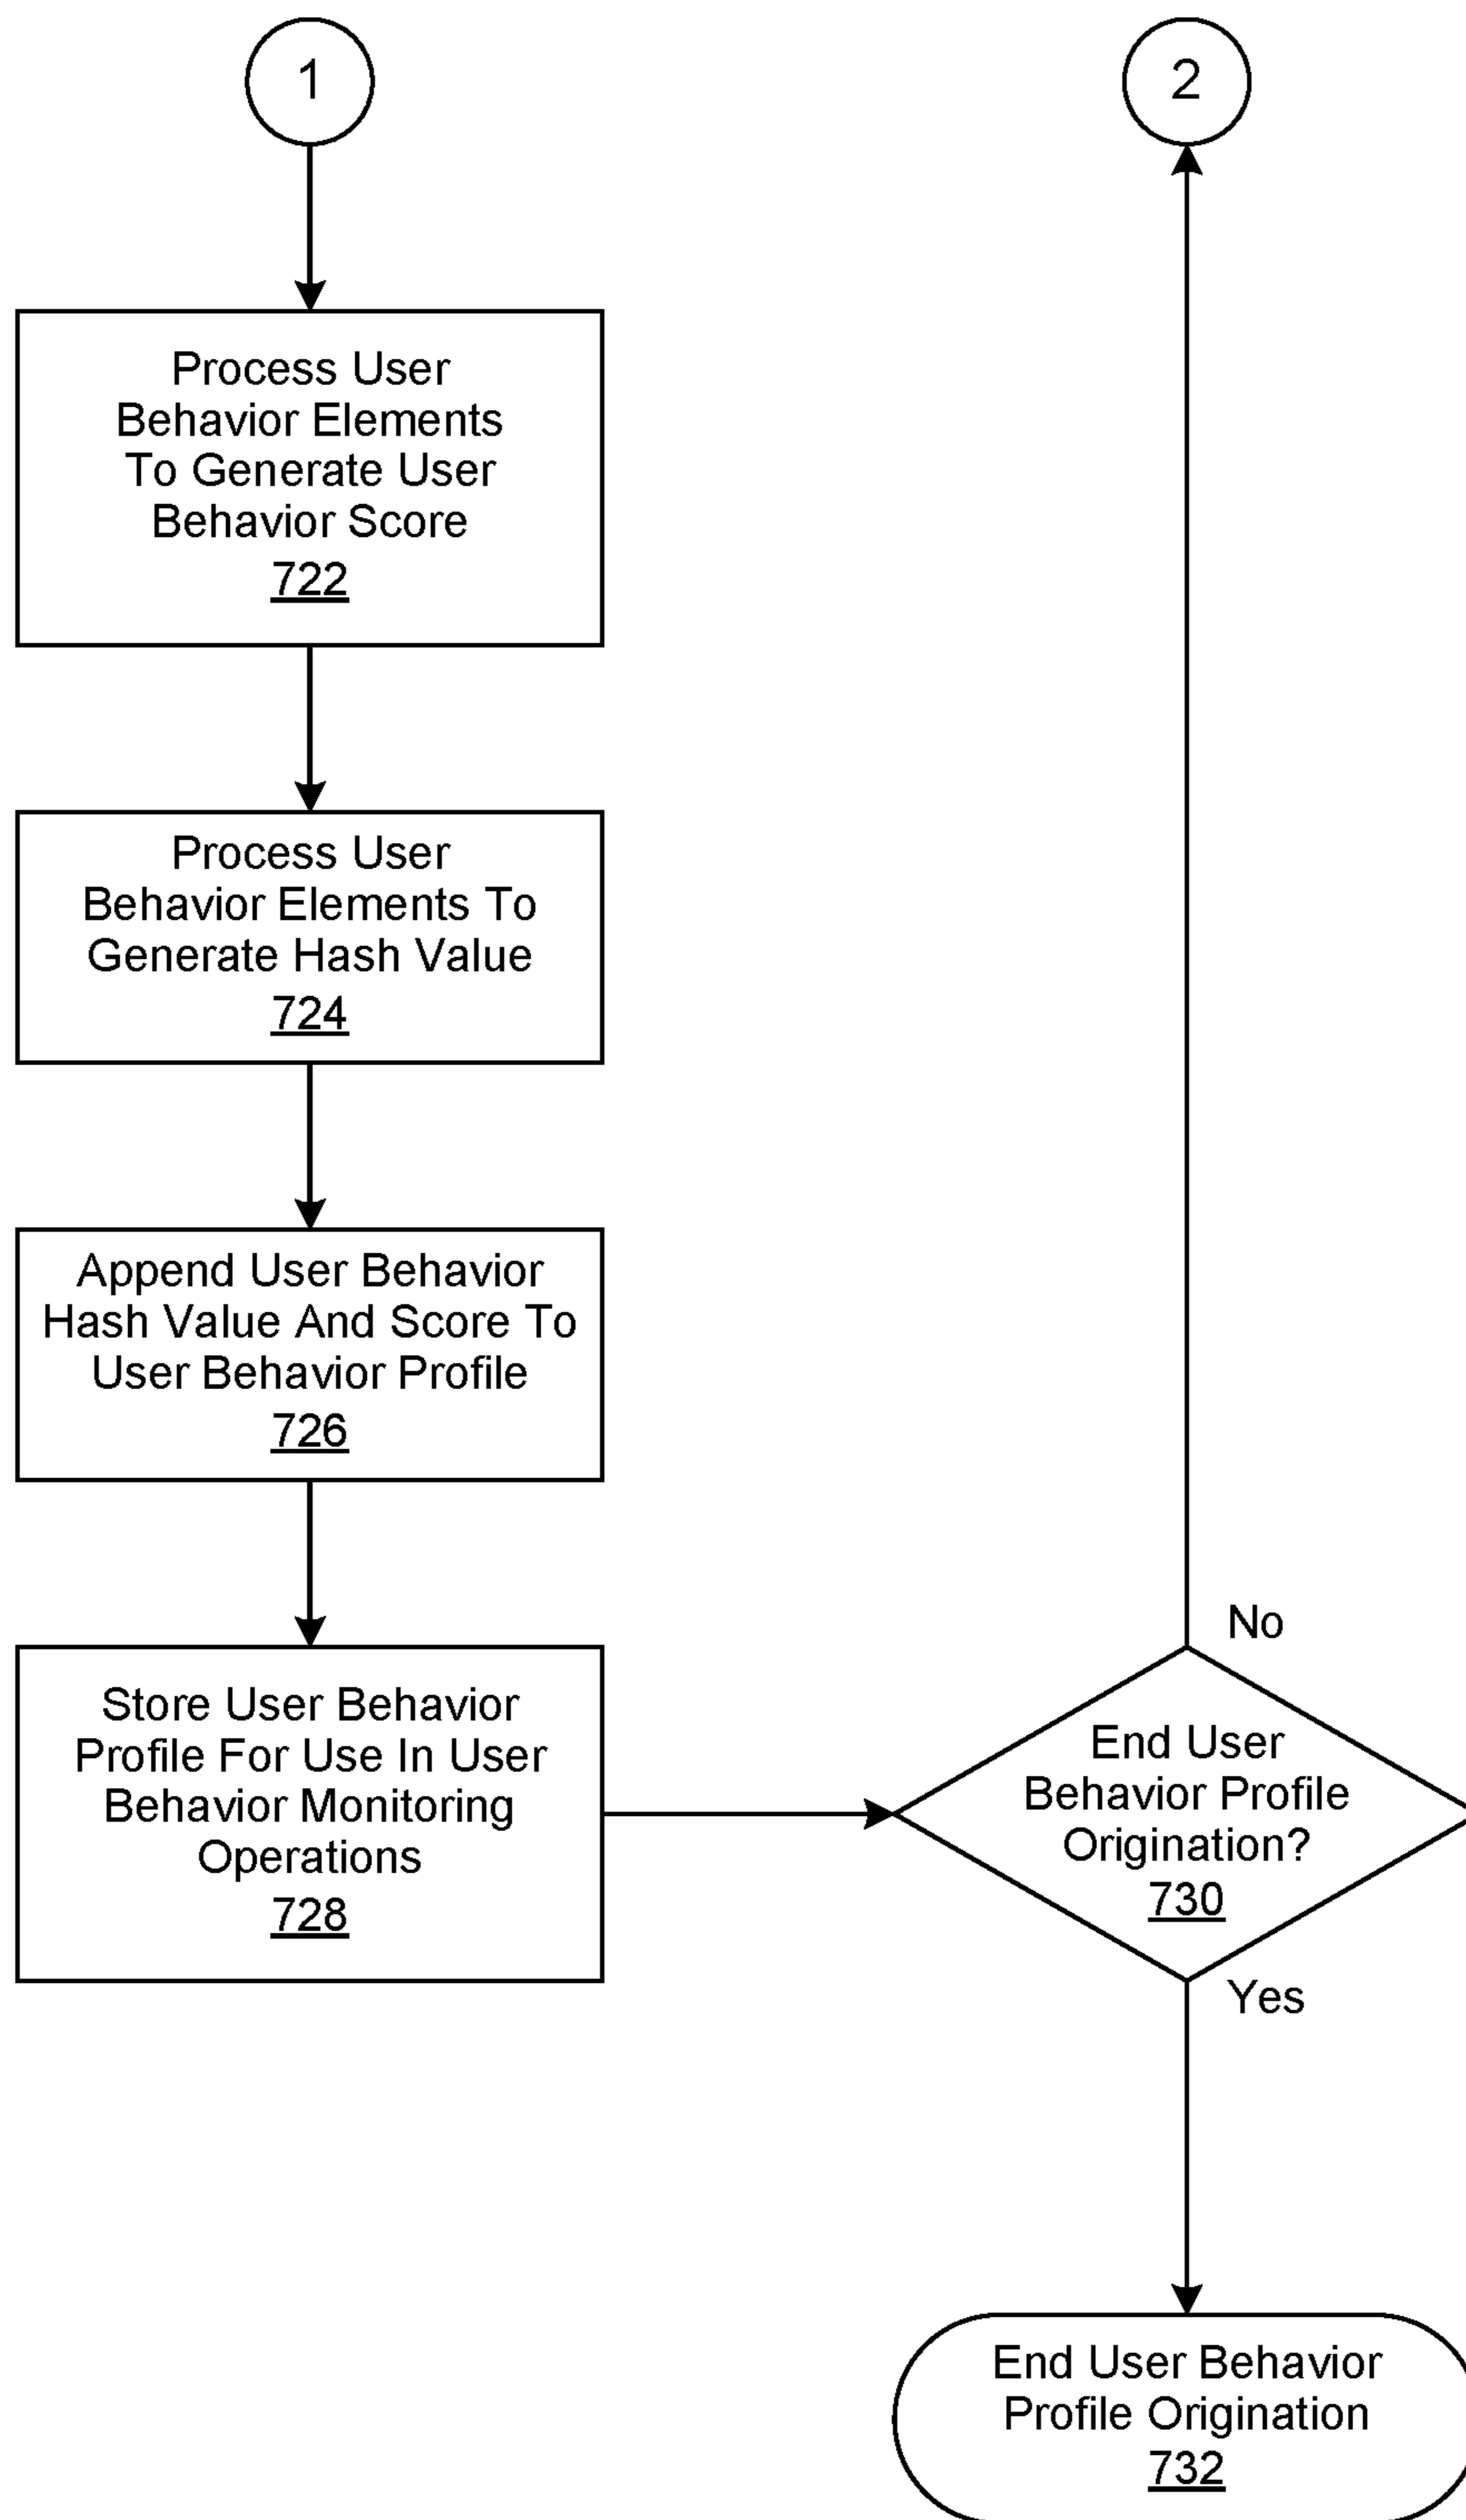 1
Process User
Behavior Elements
To Generate User
Behavior Score
722
Process User
Behavior Elements To
Generate Hash Value
724
Append User Behavior
Hash Value And Score To
User Behavior Profile
726
Store User Behavior
Profile For Use In User
Behavior Monitoring
Operations
728
2
No
End User
Behavior Profile
Origination?
730
Yes
End User Behavior
Profile Origination
732